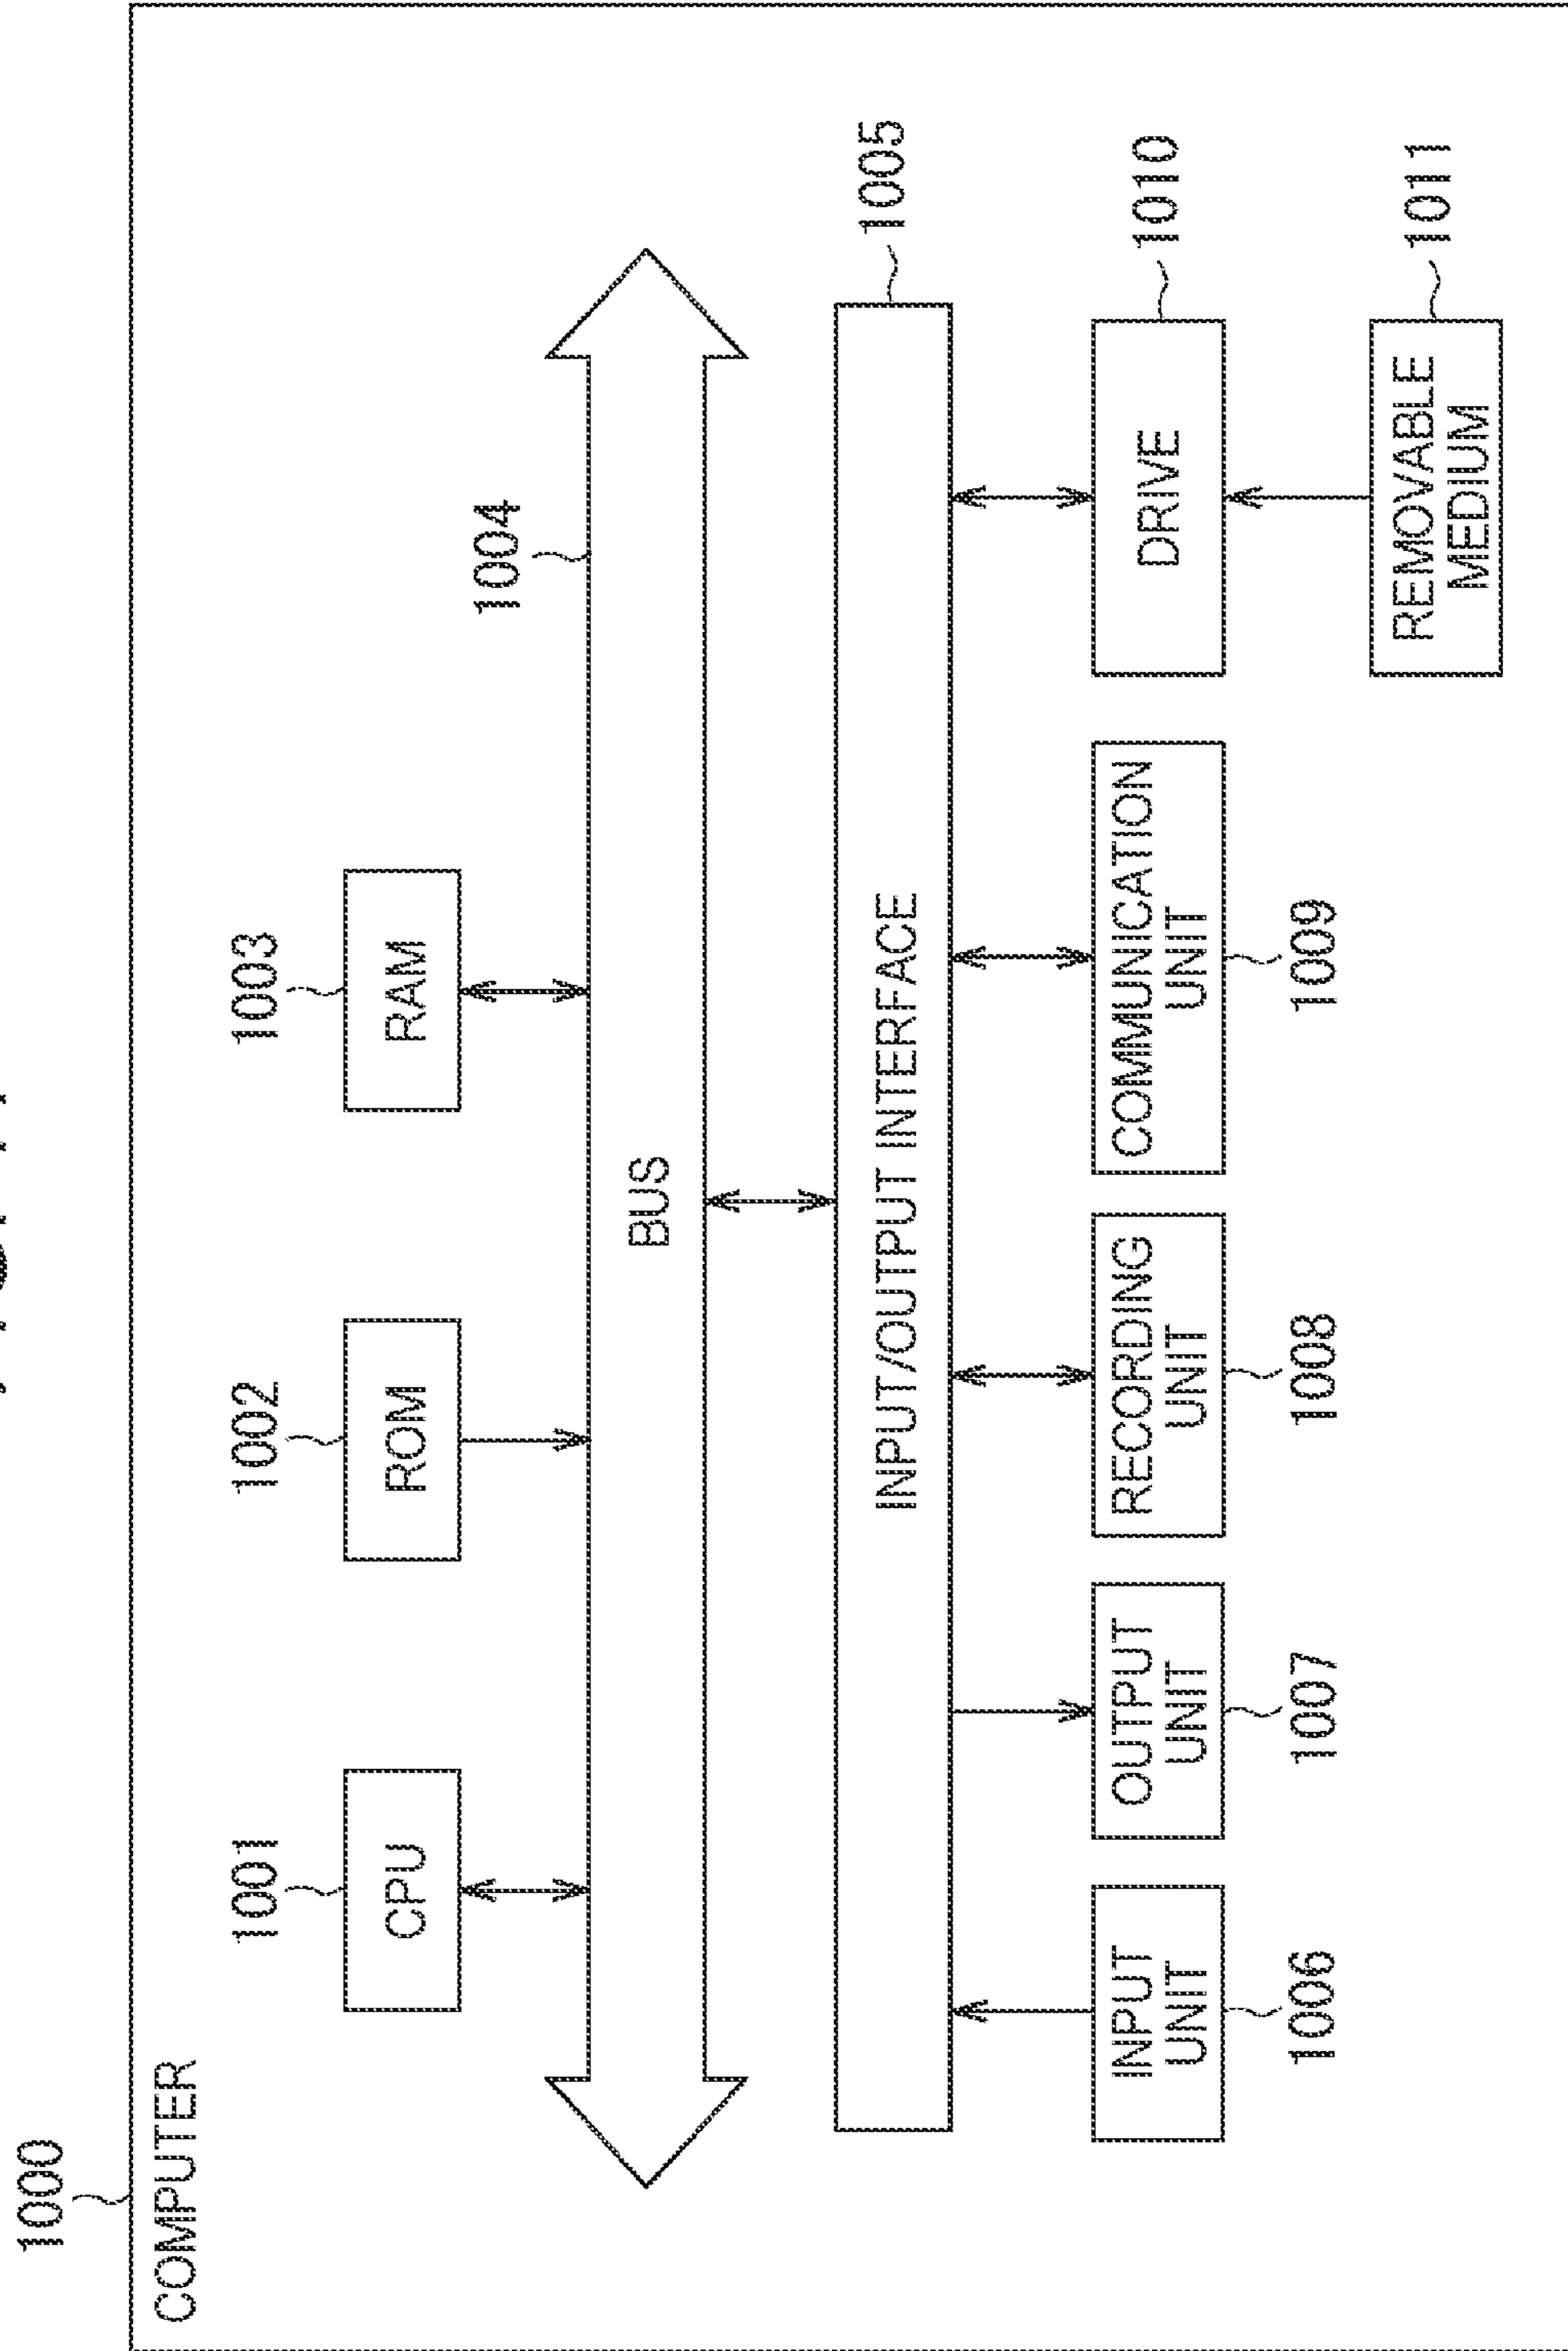 1000
COMPUTER
1001
1002
1003
CPU
ROM
RAM
1004
BUS
1005
INPUT/OUTPUT INTERFACE
INPUT
UNIT
OUTPUT
UNIT
RECORDING
UNIT
COMMUNICATION
UNIT
DRIVE
1010
1006
1007
1008
1009
REMOVABLE
MEDIUM
1011